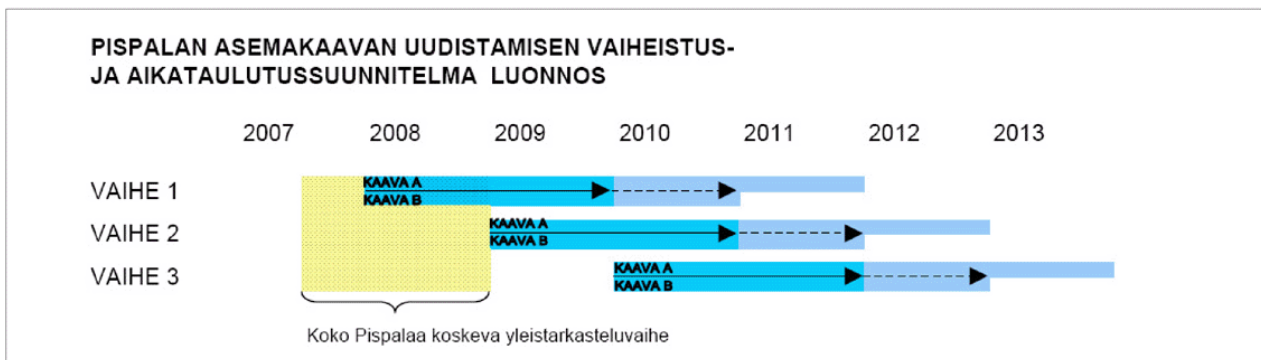 PISPALAN ASEMAKAAVAN UUDISTAMISEN VAIHEISTUS-
JA AIKATAULUTUSSUUNNITELMA LUONNOS
2007 2008 2009 2010 2011 2012 2013
VAIHE 1
KAAVA A
KAAVA B
VAIHE 2
KAAVA A
KAAVA B
VAIHE 3
KAAVA A
KAAVA B
Koko Pispalaa koskeva yleistarkasteluvaihe